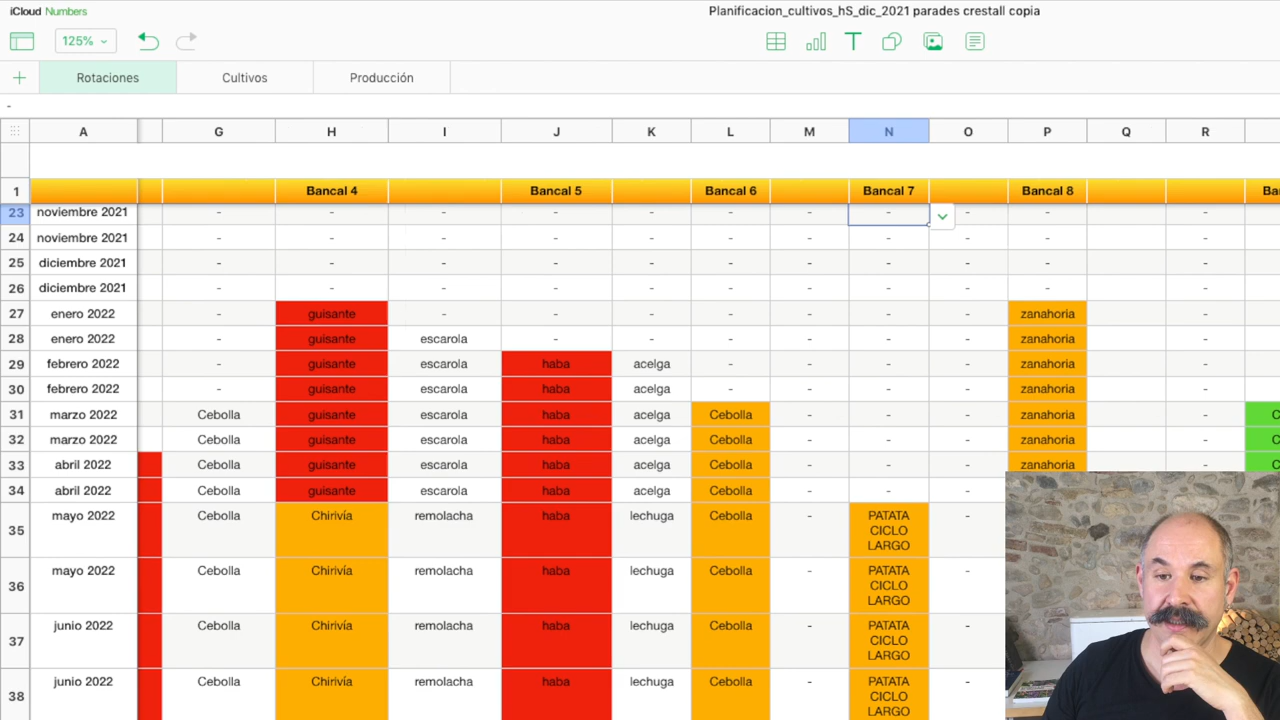 iCloud Numbers
Planificacion_cultivos_hS_dic_2021 parades crestall copia
125%
Rotaciones Cultivos Producción
-
A G H I J K L M N O P Q R
1 Bancal 4 Bancal 5 Bancal 6 Bancal 7 Bancal 8 Ba
23 noviembre 2021 - - - - - - - - - - -
24 noviembre 2021 - - - - - - - - - - -
25 diciembre 2021 - - - - - - - - - - -
26 diciembre 2021 - - - - - - - - - - -
27 enero 2022 - guisante - - - - - - - zanahoria -
28 enero 2022 - guisante escarola - - - - - - zanahoria -
29 febrero 2022 - guisante escarola haba acelga - - - - zanahoria -
30 febrero 2022 - guisante escarola haba acelga - - - - zanahoria -
31 marzo 2022 Cebolla guisante escarola haba acelga Cebolla - - - zanahoria - C
32 marzo 2022 Cebolla guisante escarola haba acelga Cebolla - - - zanahoria - C
33 abril 2022 Cebolla guisante escarola haba acelga Cebolla - - - zanahoria - C
34 abril 2022 Cebolla guisante escarola haba acelga Cebolla - - -
35 mayo 2022 Cebolla Chirivía remolacha haba lechuga Cebolla - PATATA CICLO LARGO -
36 mayo 2022 Cebolla Chirivía remolacha haba lechuga Cebolla - PATATA CICLO LARGO -
37 junio 2022 Cebolla Chirivía remolacha haba lechuga Cebolla - PATATA CICLO LARGO -
38 junio 2022 Cebolla Chirivía remolacha haba lechuga Cebolla - PATATA CICLO LARGO -